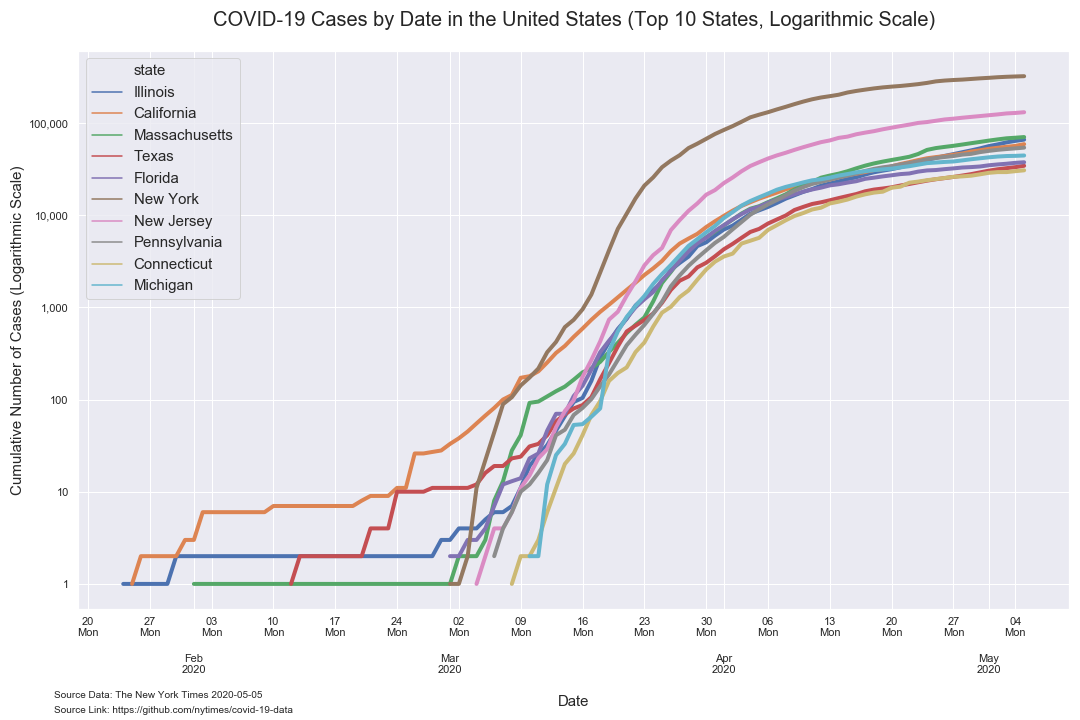 COVID-19 Cases by Date in the United States (Top 10 States, Logarithmic Scale)
state
Illinois
California
Massachusetts
Texas
Florida
New York
New Jersey
Pennsylvania
Connecticut
Michigan
Cumulative Number of Cases (Logarithmic Scale)
100,000
10,000
1,000
100
10
1
20 27 03 10 17 24 02 09 16 23 30 06 13 20 27 04
Mon Mon Mon Mon Mon Mon Mon Mon Mon Mon Mon Mon Mon Mon Mon Mon
Feb Mar Apr May
2020 2020 2020 2020
Date
Source Data: The New York Times 2020-05-05
Source Link: https://github.com/nytimes/covid-19-data